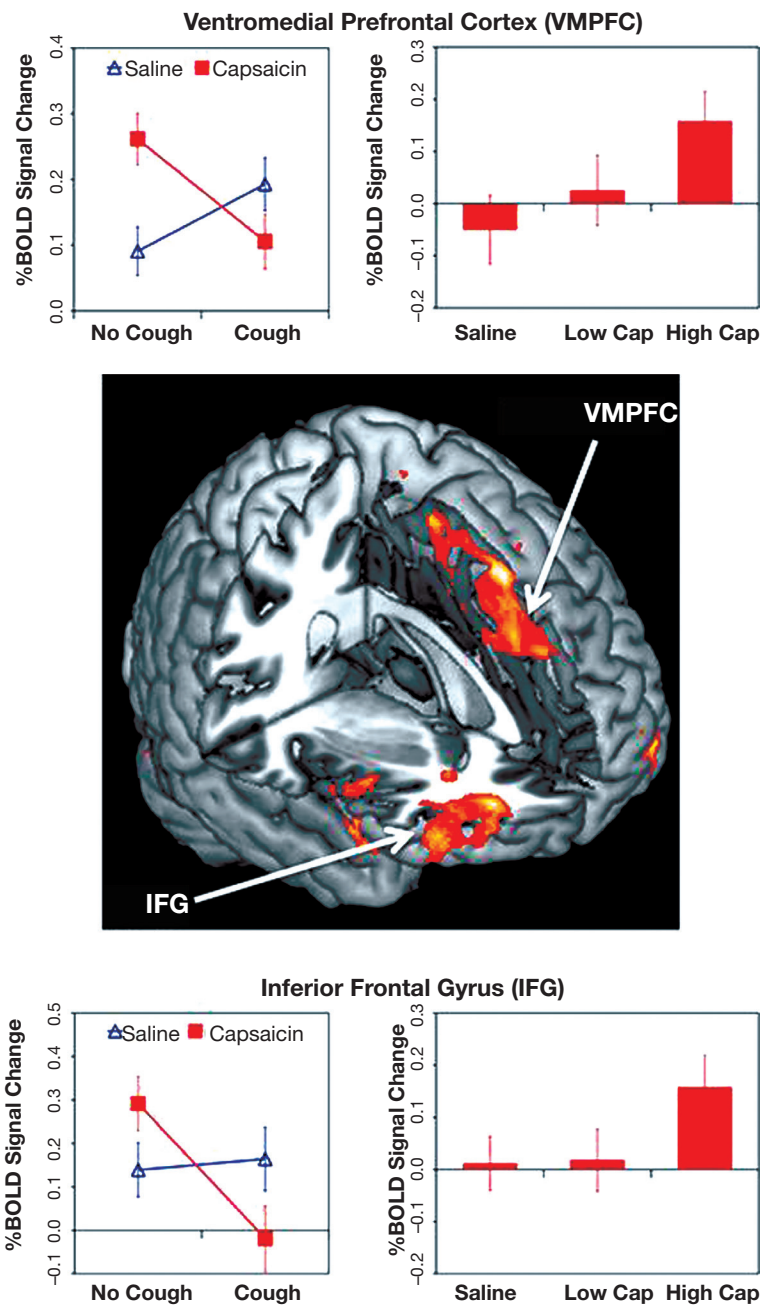 Ventromedial Prefrontal Cortex (VMPFC)
%BOLD Signal Change
0.4
0.3
0.2
0.1
0.0
Saline Capsaicin
No Cough Cough
%BOLD Signal Change
0.3
0.2
0.1
0.0
−0.1
−0.2
Saline Low Cap High Cap
VMPFC
IFG
Inferior Frontal Gyrus (IFG)
%BOLD Signal Change
0.5
0.4
0.3
0.2
0.1
0.0
−0.1
Saline Capsaicin
No Cough Cough
%BOLD Signal Change
0.3
0.2
0.1
0.0
−0.1
−0.2
Saline Low Cap High Cap